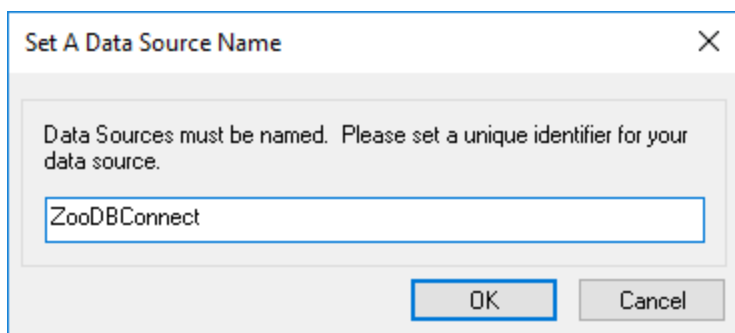 Set A Data Source Name
Data Sources must be named.  Please set a unique identifier for your
data source.
ZooDBConnect
OK
Cancel